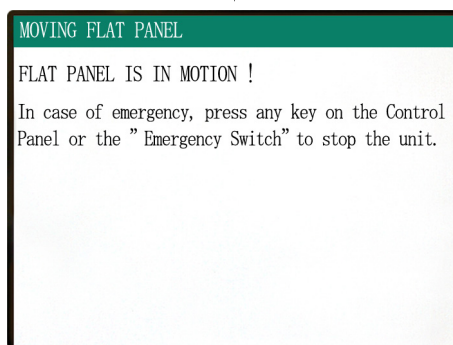 MOVING FLAT PANEL
FLAT PANEL IS IN MOTION !
In case of emergency, press any key on the Control
Panel or the ” Emergency Switch” to stop the unit.